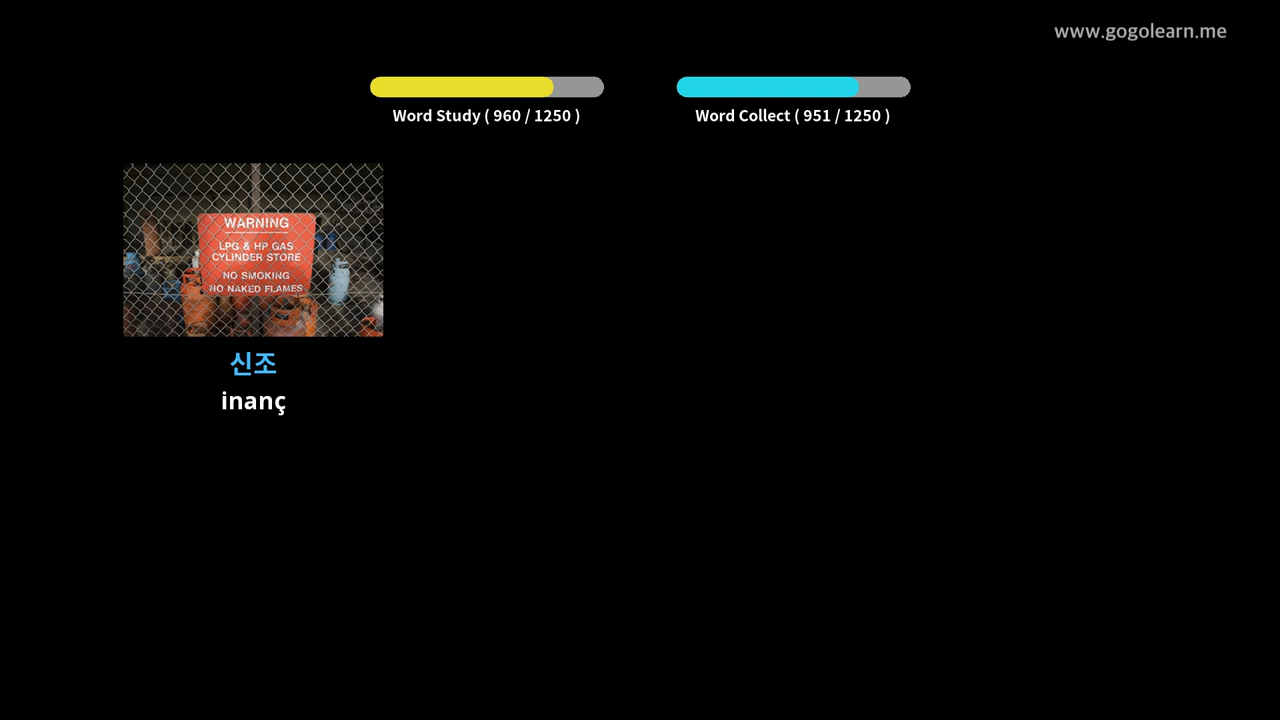 www.gogolearn.me
Word Study ( 960 / 1250 )
Word Collect ( 951 / 1250 )
WARNING
LPG & HP GAS
CYLINDER STORE
NO SMOKING
NO NAKED FLAMES
신조
inanç